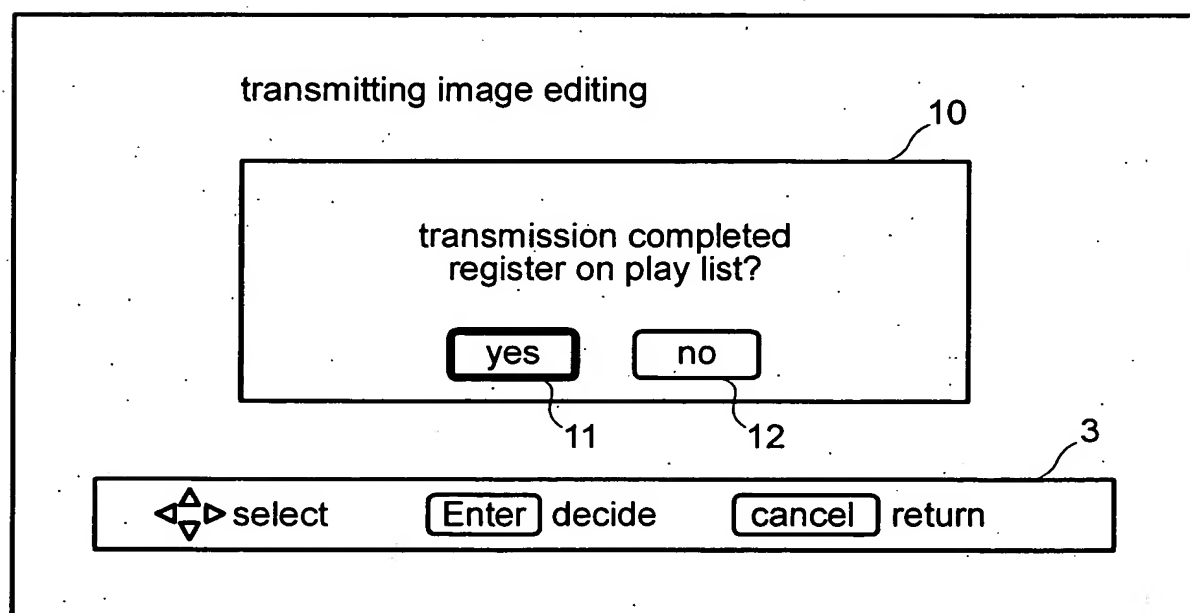 transmitting image editing
10
transmission completed
register on play list?
yes no
11 12
3
select Enter decide cancel return